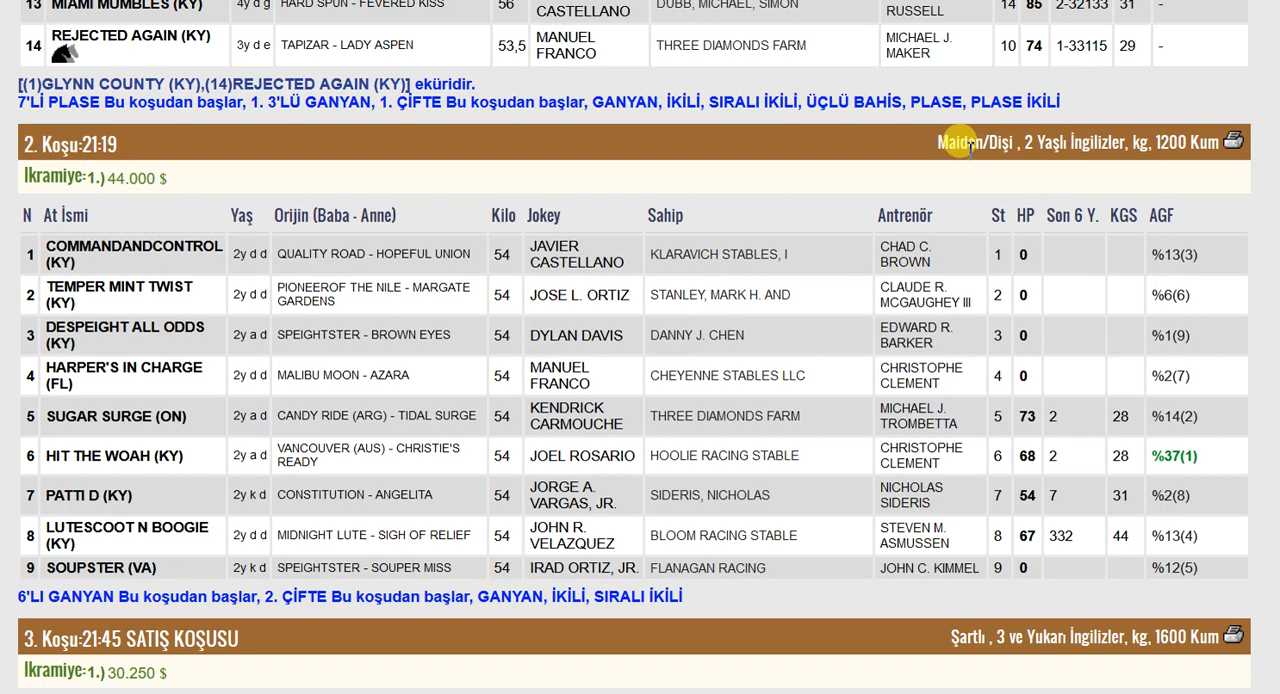 13 MIAMI MUMBLES (KY) 4y d g HARD SPUN - FEVERED KISS 56 CASTELLANO DUBB, MICHAEL, SIMON RUSSELL 14 85 2-32133 31 -
14 REJECTED AGAIN (KY) 3y d e TAPIZAR - LADY ASPEN 53,5 MANUEL FRANCO THREE DIAMONDS FARM MICHAEL J. MAKER 10 74 1-33115 29 -
[(1)GLYNN COUNTY (KY),(14)REJECTED AGAIN (KY)] eküridir.
7'Lİ PLASE Bu koşudan başlar, 1. 3'LÜ GANYAN, 1. ÇİFTE Bu koşudan başlar, GANYAN, İKİLİ, SIRALI İKİLİ, ÜÇLÜ BAHİS, PLASE, PLASE İKİLİ
2. Koşu:21:19 Maiden/Dişi , 2 Yaşlı İngilizler, kg, 1200 Kum
Ikramiye:1.) 44.000 $
N At İsmi Yaş Orijin (Baba - Anne) Kilo Jokey Sahip Antrenör St HP Son 6 Y. KGS AGF
1 COMMANDANDCONTROL (KY) 2y d d QUALITY ROAD - HOPEFUL UNION 54 JAVIER CASTELLANO KLARAVICH STABLES, I CHAD C. BROWN 1 0 %13(3)
2 TEMPER MINT TWIST (KY) 2y d d PIONEEROF THE NILE - MARGATE GARDENS 54 JOSE L. ORTIZ STANLEY, MARK H. AND CLAUDE R. MCGAUGHEY III 2 0 %6(6)
3 DESPEIGHT ALL ODDS (KY) 2y a d SPEIGHTSTER - BROWN EYES 54 DYLAN DAVIS DANNY J. CHEN EDWARD R. BARKER 3 0 %1(9)
4 HARPER'S IN CHARGE (FL) 2y d d MALIBU MOON - AZARA 54 MANUEL FRANCO CHEYENNE STABLES LLC CHRISTOPHE CLEMENT 4 0 %2(7)
5 SUGAR SURGE (ON) 2y a d CANDY RIDE (ARG) - TIDAL SURGE 54 KENDRICK CARMOUCHE THREE DIAMONDS FARM MICHAEL J. TROMBETTA 5 73 2 28 %14(2)
6 HIT THE WOAH (KY) 2y a d VANCOUVER (AUS) - CHRISTIE'S READY 54 JOEL ROSARIO HOOLIE RACING STABLE CHRISTOPHE CLEMENT 6 68 2 28 %37(1)
7 PATTI D (KY) 2y k d CONSTITUTION - ANGELITA 54 JORGE A. VARGAS, JR. SIDERIS, NICHOLAS NICHOLAS SIDERIS 7 54 7 31 %2(8)
8 LUTESCOOT N BOOGIE (KY) 2y d d MIDNIGHT LUTE - SIGH OF RELIEF 54 JOHN R. VELAZQUEZ BLOOM RACING STABLE STEVEN M. ASMUSSEN 8 67 332 44 %13(4)
9 SOUPSTER (VA) 2y k d SPEIGHTSTER - SOUPER MISS 54 IRAD ORTIZ, JR. FLANAGAN RACING JOHN C. KIMMEL 9 0 %12(5)
6'LI GANYAN Bu koşudan başlar, 2. ÇİFTE Bu koşudan başlar, GANYAN, İKİLİ, SIRALI İKİLİ
3. Koşu:21:45 SATIŞ KOŞUSU Şartlı , 3 ve Yukarı İngilizler, kg, 1600 Kum
Ikramiye:1.) 30.250 $